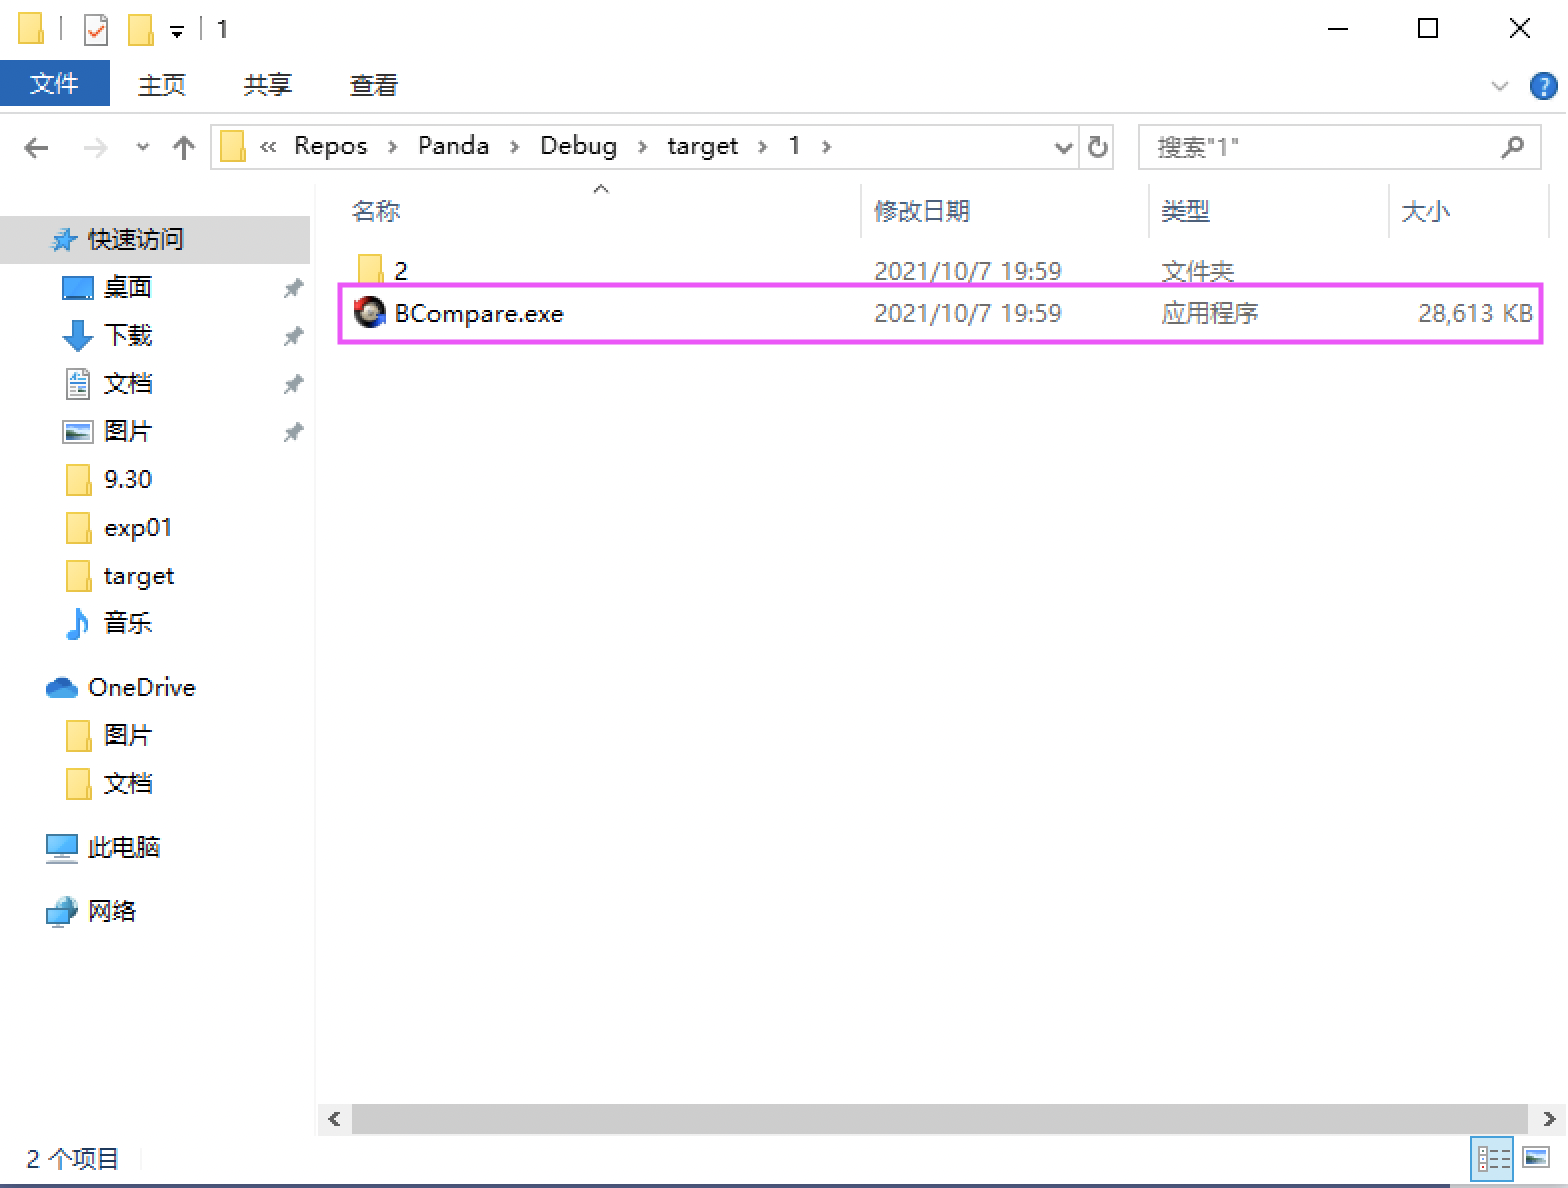 1
文件 主页 共享 查看
« Repos > Panda > Debug > target > 1 >
搜索"1"
名称 修改日期 类型 大小
2 2021/10/7 19:59 文件夹
BCompare.exe 2021/10/7 19:59 应用程序 28,613 KB
快速访问
桌面
下载
文档
图片
9.30
exp01
target
音乐
OneDrive
图片
文档
此电脑
网络
2 个项目